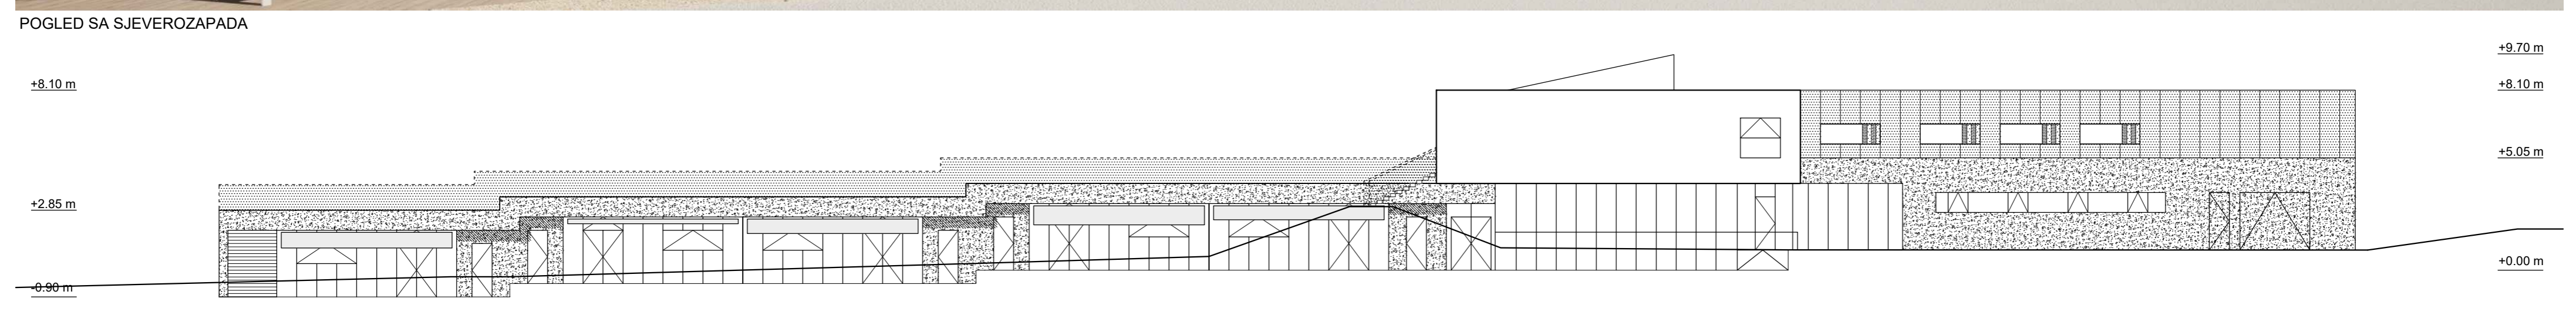 POGLED SA SJEVEROZAPADA
+9.70 m
+8.10 m
+8.10 m
+5.05 m
+2.85 m
+0.00 m
-0.90 m